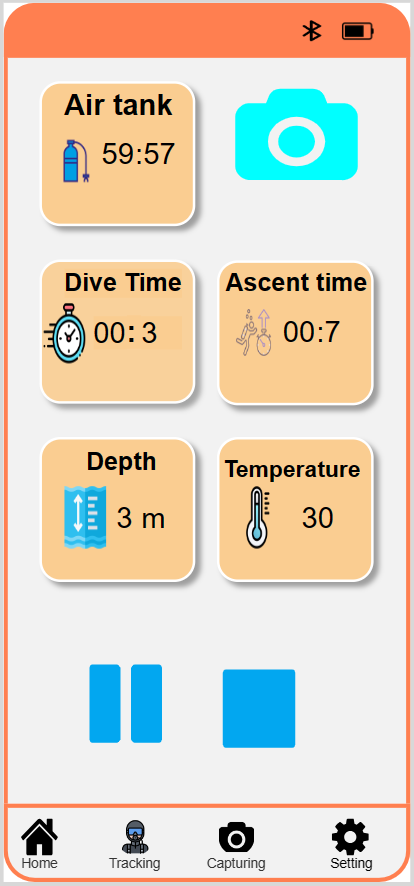 Air tank
59:57
Dive Time
00: 3
Ascent time
00:7
Depth
3 m
Temperature
30
Home
Tracking
Capturing
Setting